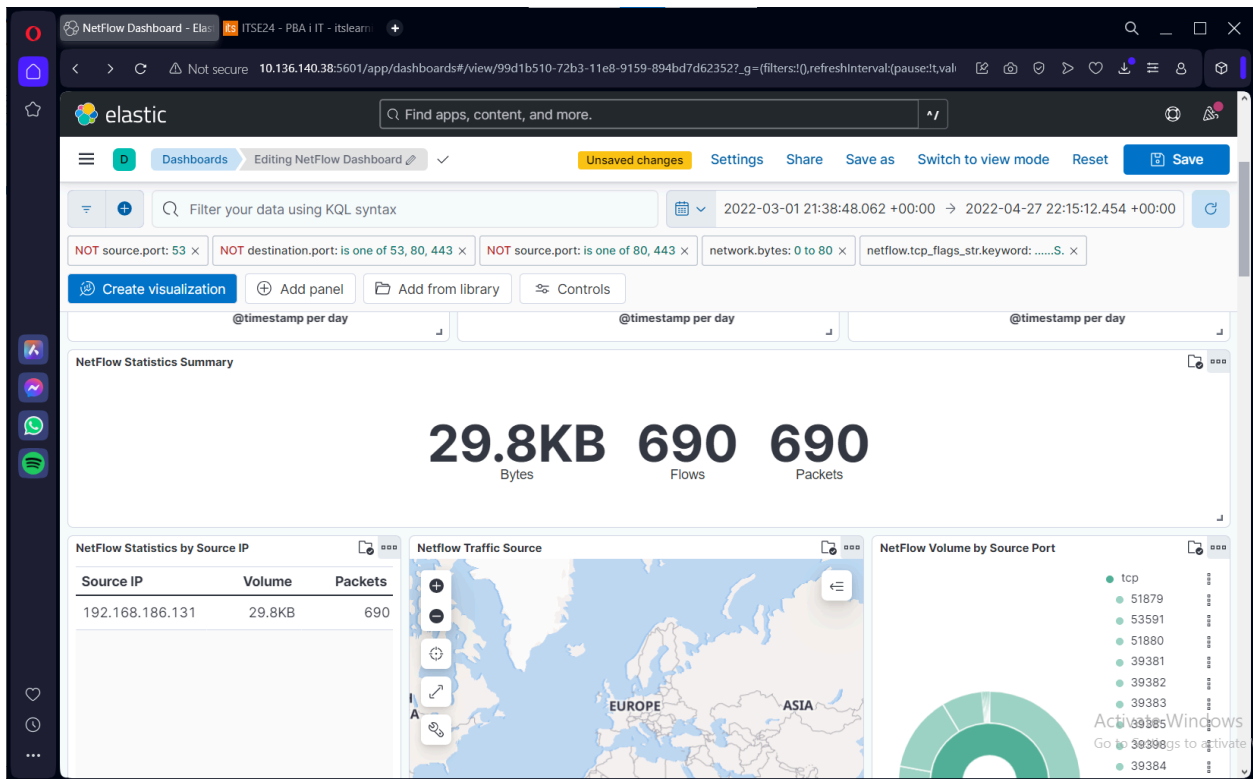 NetFlow Dashboard - Elas
its ITSE24 - PBA i IT - itslearni
Not secure 10.136.140.38:5601/app/dashboards#/view/99d1b510-72b3-11e8-9159-894bd7d62352?_g=(filters:!(),refreshInterval:(pause:!t,val
elastic
Find apps, content, and more.
^/
D
Dashboards
Editing NetFlow Dashboard
Unsaved changes
Settings
Share
Save as
Switch to view mode
Reset
Save
Filter your data using KQL syntax
2022-03-01 21:38:48.062 +00:00 → 2022-04-27 22:15:12.454 +00:00
NOT source.port: 53 ×
NOT destination.port: is one of 53, 80, 443 ×
NOT source.port: is one of 80, 443 ×
network.bytes: 0 to 80 ×
netflow.tcp_flags_str.keyword: ......S. ×
Create visualization
Add panel
Add from library
Controls
@timestamp per day
@timestamp per day
@timestamp per day
NetFlow Statistics Summary
29.8KB 690 690
Bytes Flows Packets
NetFlow Statistics by Source IP
Source IP Volume Packets
192.168.186.131 29.8KB 690
Netflow Traffic Source
EUROPE
ASIA
NetFlow Volume by Source Port
tcp
51879
53591
51880
39381
39382
39383
39385
39398
39384
Activate Windows
Go to Settings to activate